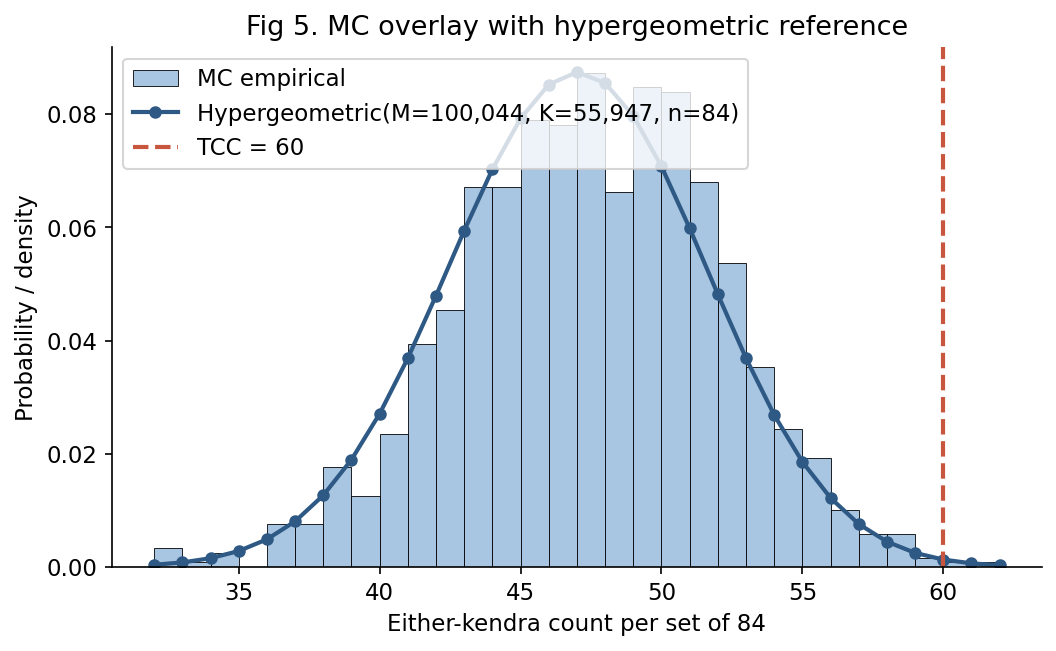 Fig 5. MC overlay with hypergeometric reference
MC empirical
Hypergeometric(M=100,044, K=55,947, n=84)
TCC = 60
Probability / density
0.08
0.06
0.04
0.02
0.00
35 40 45 50 55 60
Either-kendra count per set of 84